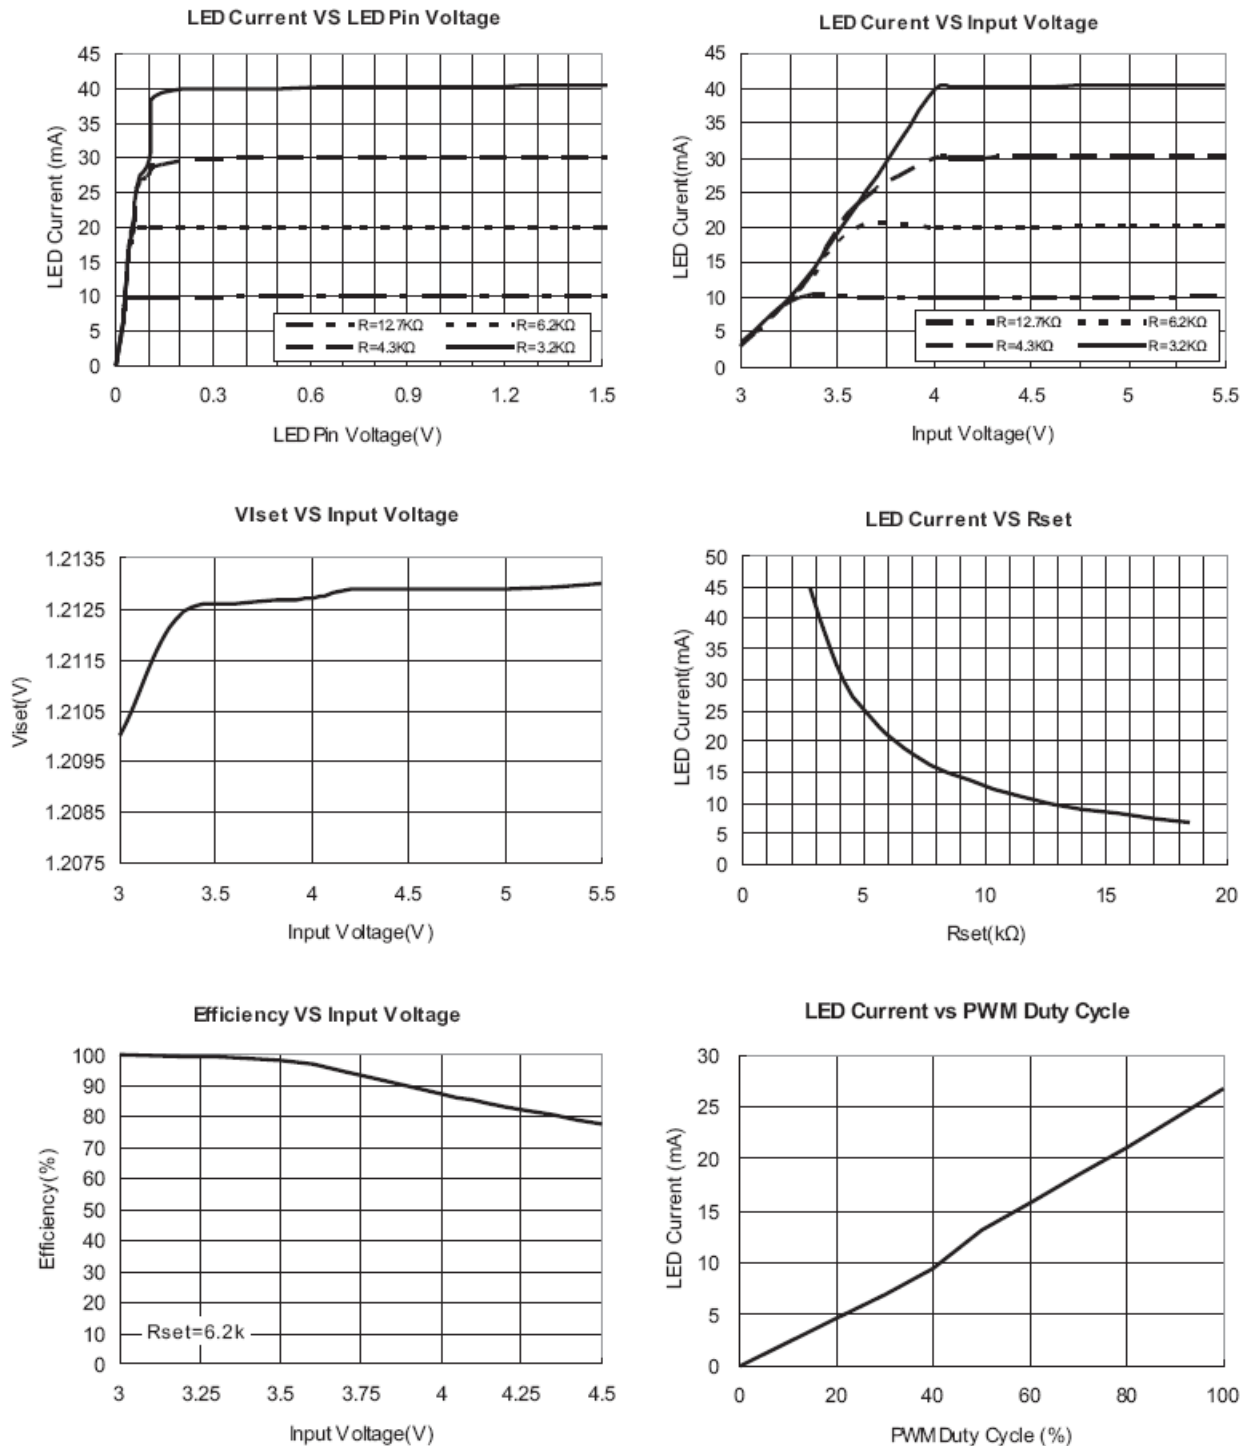 LED Current VS LED Pin Voltage
45
40
35
30
25
20
15
10
5
0
LED Current (mA)
R=12.7KΩ R=6.2KΩ
R=4.3KΩ R=3.2KΩ
0 0.3 0.6 0.9 1.2 1.5
LED Pin Voltage(V)
LED Curent VS Input Voltage
45
40
35
30
25
20
15
10
5
0
LED Curent(mA)
R=12.7KΩ R=6.2KΩ
R=4.3KΩ R=3.2KΩ
3 3.5 4 4.5 5 5.5
Input Voltage(V)
VIset VS Input Voltage
1.2135
1.2125
1.2115
1.2105
1.2095
1.2085
1.2075
Viset(V)
3 3.5 4 4.5 5 5.5
Input Voltage(V)
LED Current VS Rset
50
45
40
35
30
25
20
15
10
5
0
LED Current(mA)
0 5 10 15 20
Rset(kΩ)
Efficiency VS Input Voltage
100
90
80
70
60
50
40
30
20
10
0
Efficiency(%)
Rset=6.2k
3 3.25 3.5 3.75 4 4.25 4.5
Input Voltage(V)
LED Current vs PWM Duty Cycle
30
25
20
15
10
5
0
LED Current (mA)
0 20 40 60 80 100
PWM Duty Cycle (%)